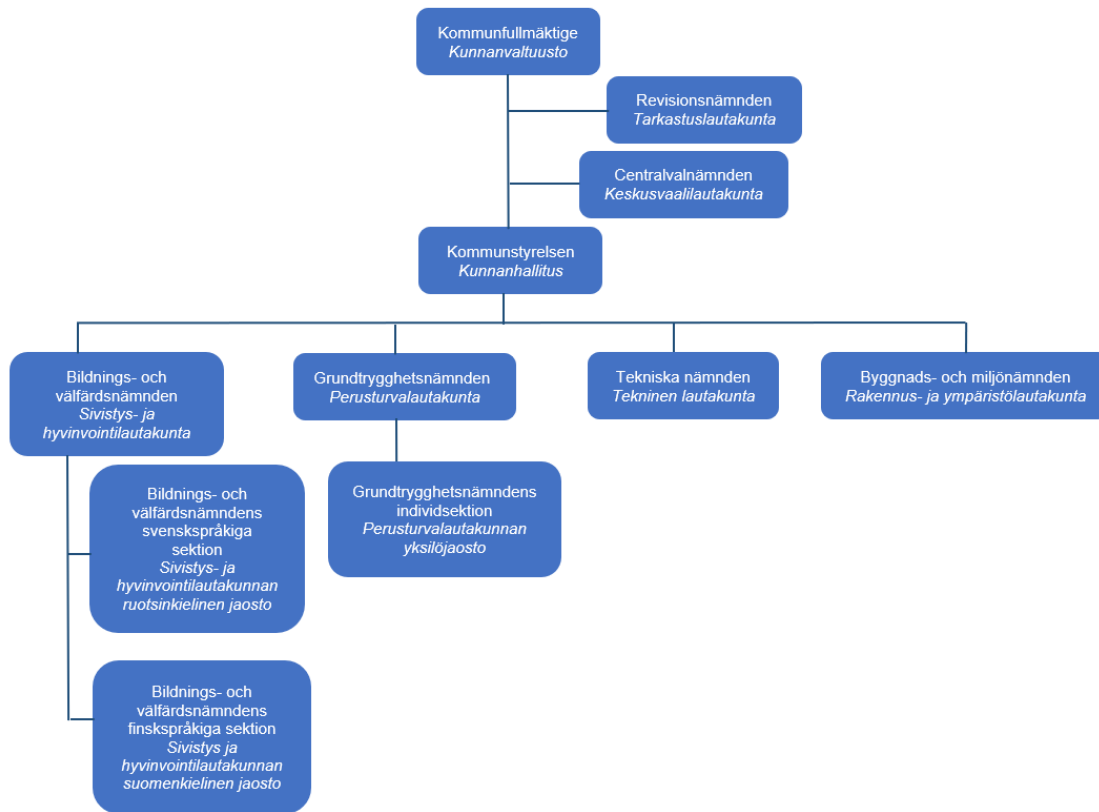 Kommunfullmäktige
Kunnanvaltuusto
Revisionsnämnden
Tarkastuslautakunta
Centralvalnämnden
Keskusvaalilautakunta
Kommunstyrelsen
Kunnanhallitus
Bildnings- och
välfärdsnämnden
Sivistys- ja
hyvinvointilautakunta
Grundtrygghetsnämnden
Perusturvalautakunta
Tekniska nämnden
Tekninen lautakunta
Byggnads- och miljönämnden
Rakennus- ja ympäristölautakunta
Bildnings- och
välfärdsnämndens
svenskspråkiga
sektion
Sivistys- ja
hyvinvointilautakunnan
ruotsinkielinen jaosto
Grundtrygghetsnämndens
individsektion
Perusturvalautakunnan
yksilöjaosto
Bildnings- och
välfärdsnämndens
finskspråkiga sektion
Sivistys ja
hyvinvointilautakunnan
suomenkielinen jaosto